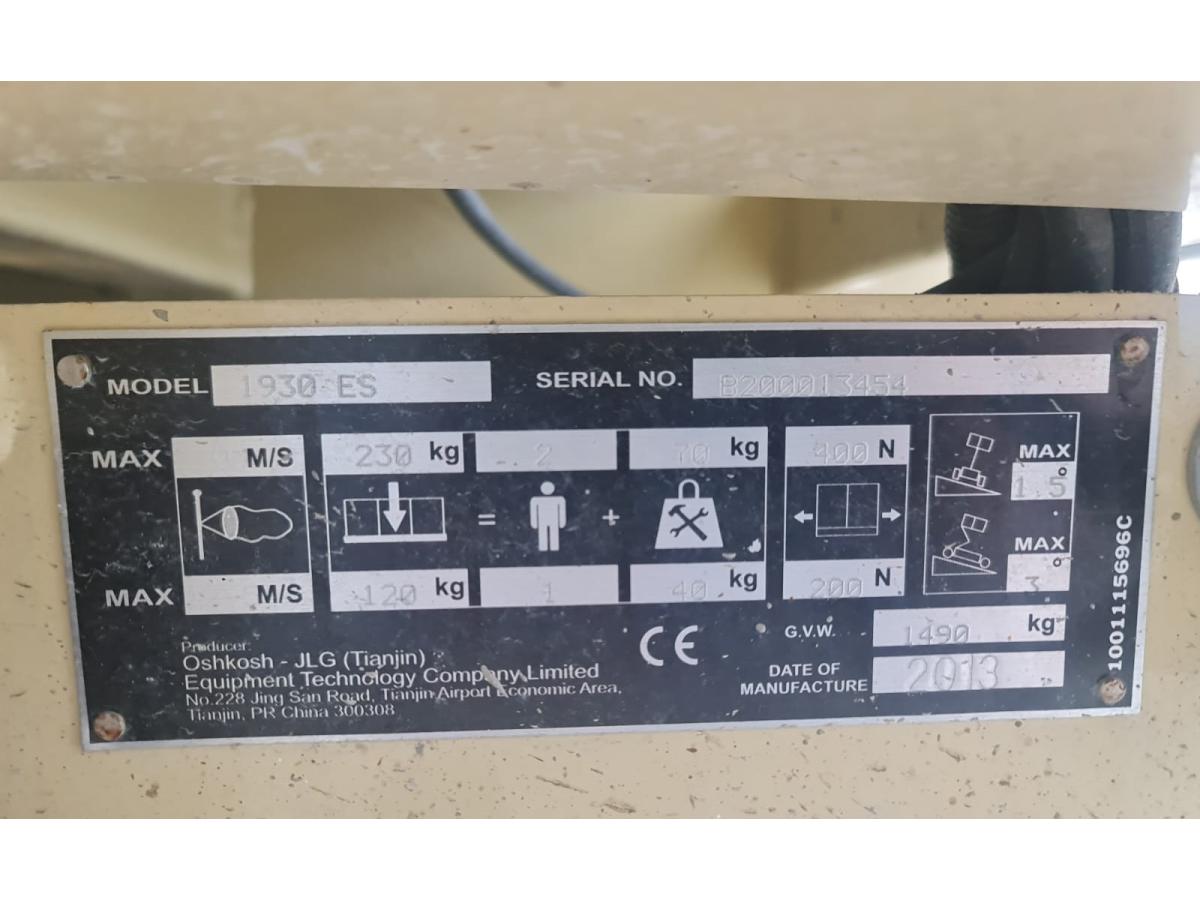 MODEL 1930 ES SERIAL NO. B200013454
MAX M/S 230 kg 2 70 kg 400 N MAX 1.5°
= +
MAX 3°
MAX M/S 120 kg 1 40 kg 200 N
G.V.W. 1490 kg
DATE OF MANUFACTURE 2013
CE
Producer:
Oshkosh - JLG (Tianjin)
Equipment Technology Company Limited
No.228 Jing San Road, Tianjin Airport Economic Area,
Tianjin, PR China 300308
1001115696C